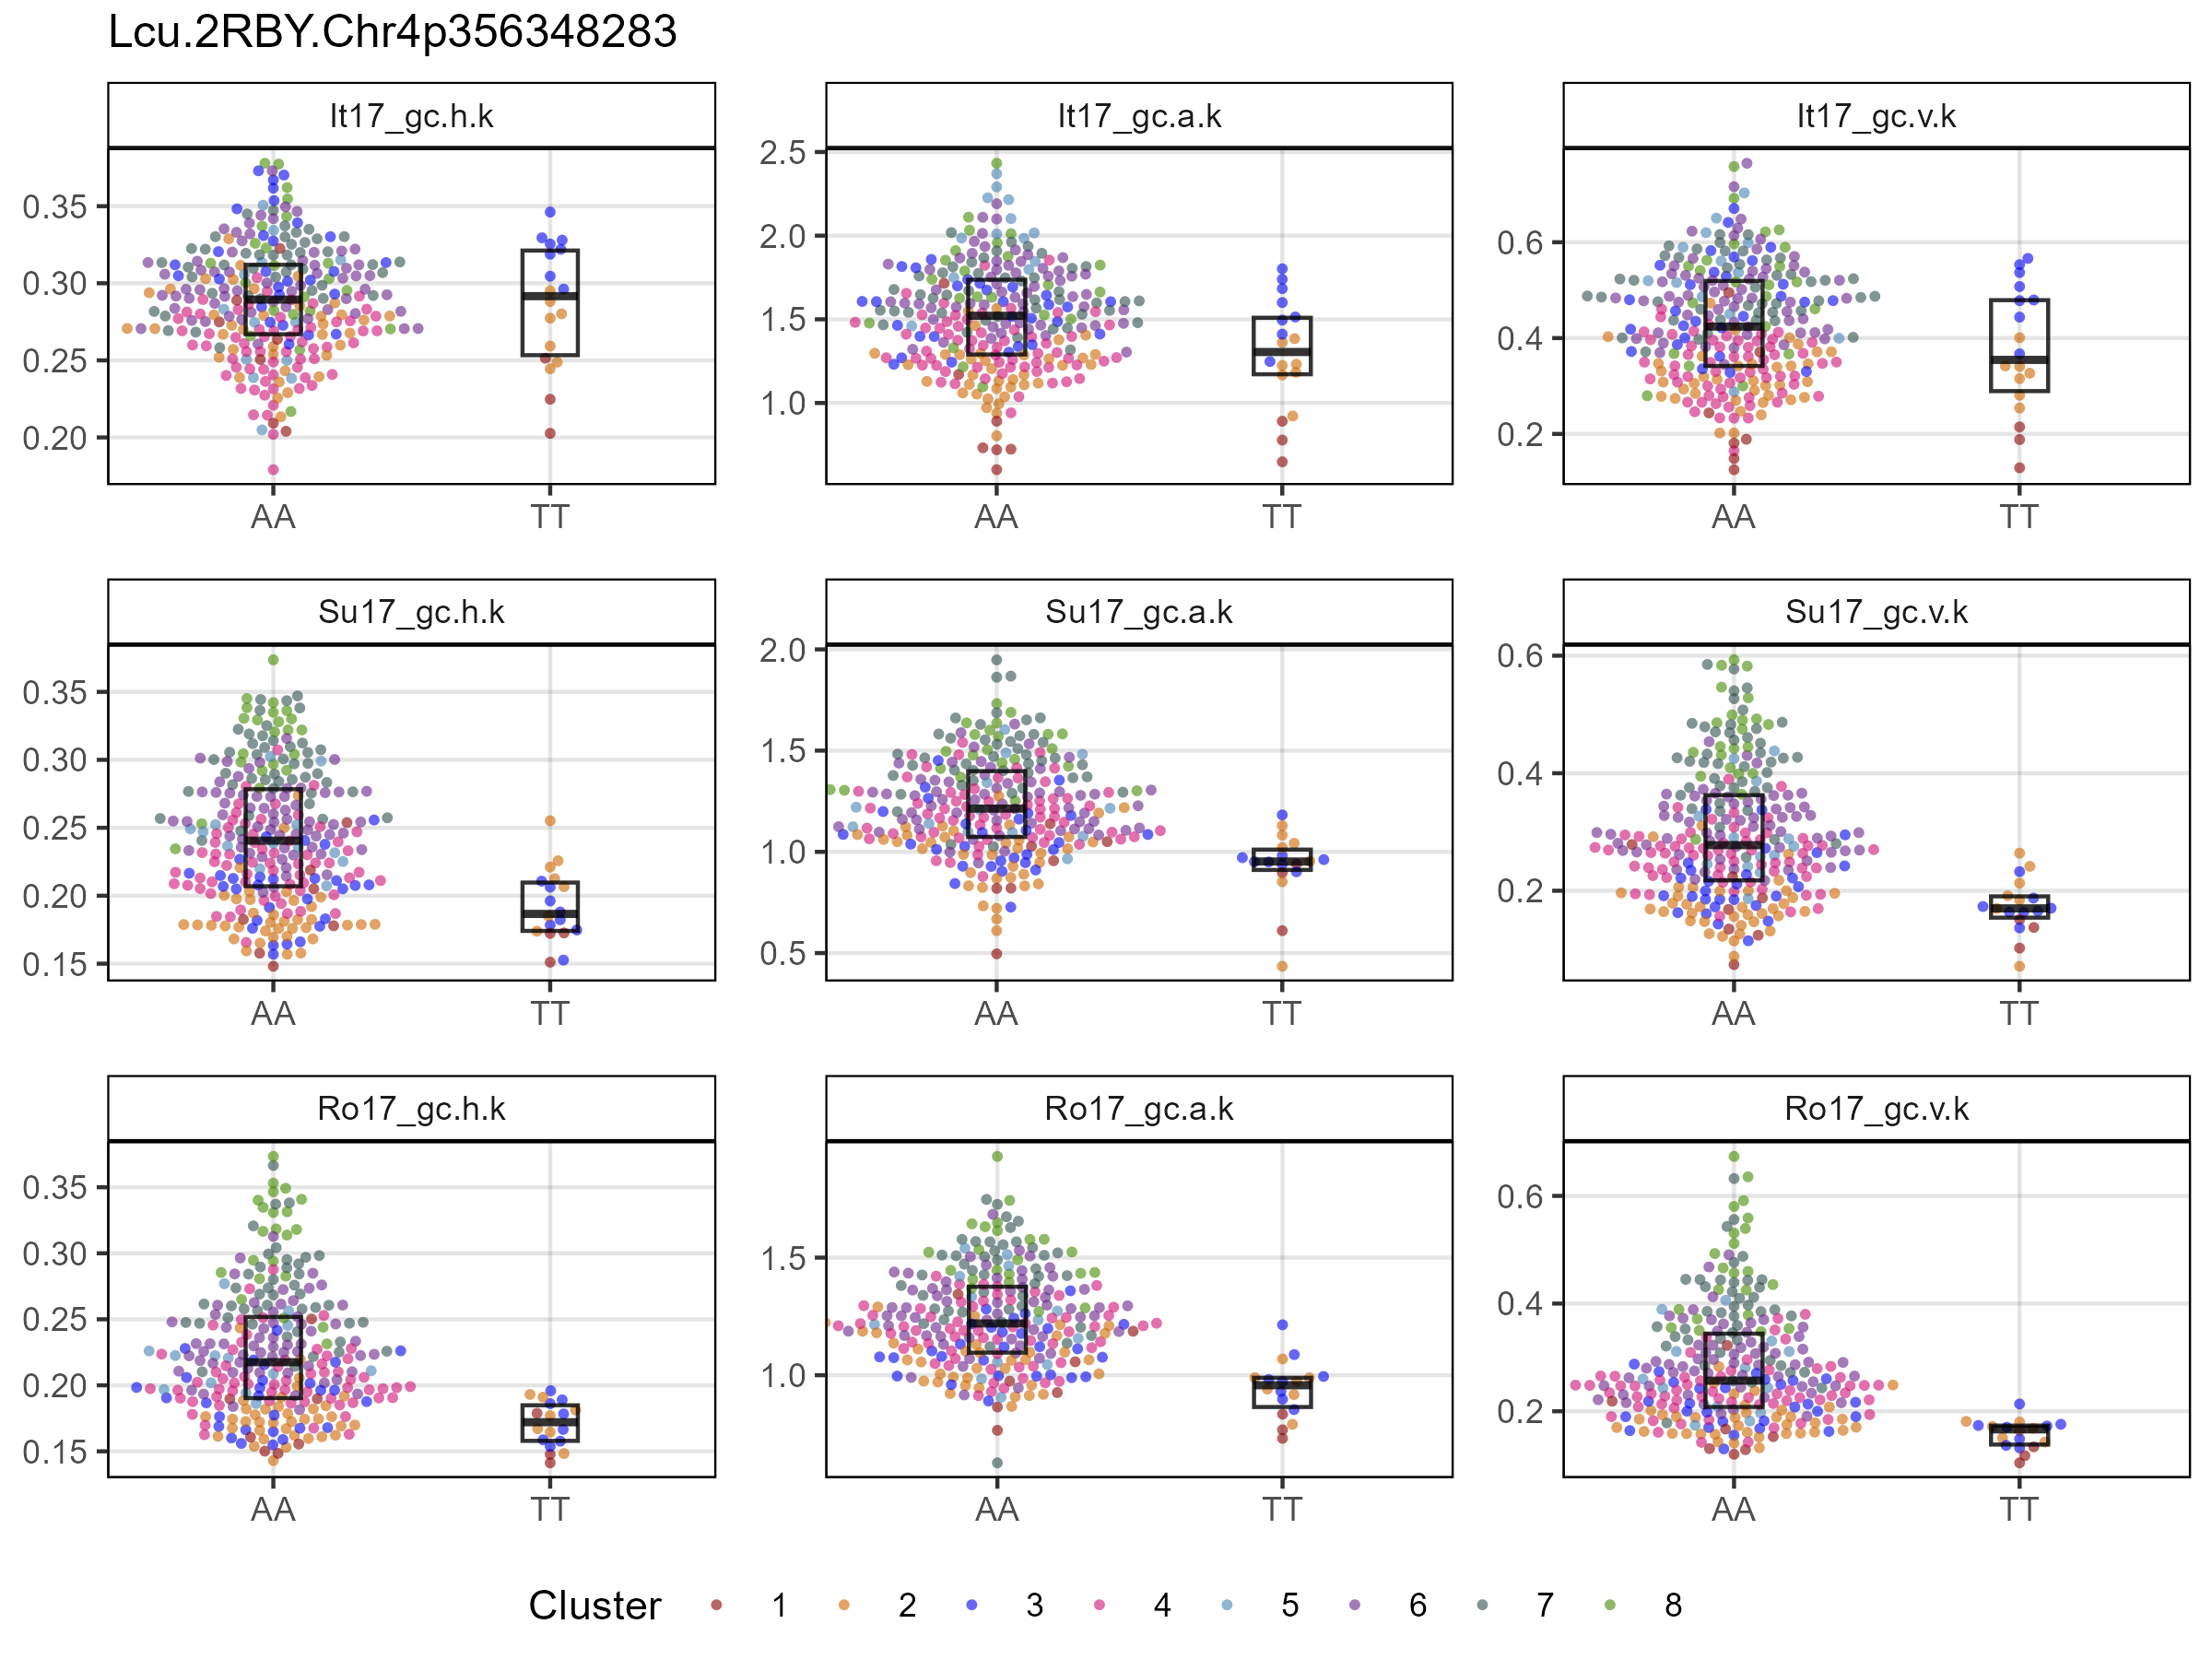 Lcu.2RBY.Chr4p356348283
It17_gc.h.k
It17_gc.a.k
It17_gc.v.k
0.35
0.30
0.25
0.20
AA
TT
2.5
2.0
1.5
1.0
AA
TT
0.6
0.4
0.2
AA
TT
Su17_gc.h.k
Su17_gc.a.k
Su17_gc.v.k
0.35
0.30
0.25
0.20
0.15
AA
TT
2.0
1.5
1.0
0.5
AA
TT
0.6
0.4
0.2
AA
TT
Ro17_gc.h.k
Ro17_gc.a.k
Ro17_gc.v.k
0.35
0.30
0.25
0.20
0.15
AA
TT
1.5
1.0
AA
TT
0.6
0.4
0.2
AA
TT
Cluster 1 2 3 4 5 6 7 8